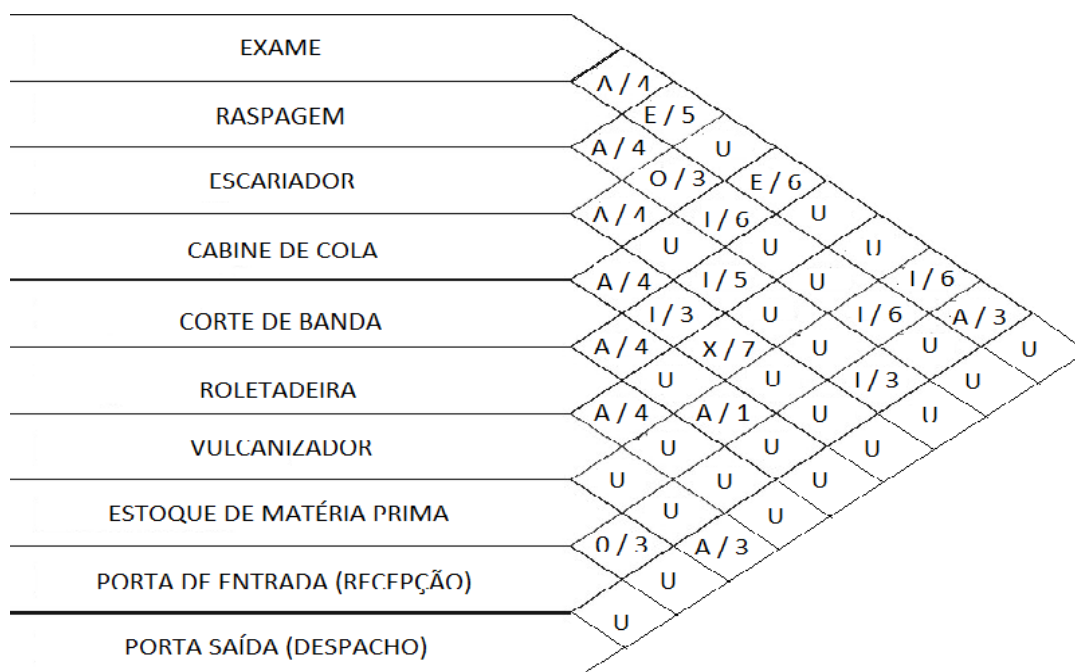 EXAME
A / 4
RASPAGEM
E / 5
A / 4
U
ESCARIADOR
O / 3
E / 6
A / 4
I / 6
U
CABINE DE COLA
U
U
U
A / 4
I / 5
U
I / 6
CORTE DE BANDA
I / 3
U
I / 6
A / 3
A / 4
X / 7
U
U
U
ROLETADEIRA
U
U
I / 3
U
A / 4
A / 1
U
U
VULCANIZADOR
U
U
U
U
U
U
ESTOQUE DE MATÉRIA PRIMA
U
U
0 / 3
A / 3
PORTA DE ENTRADA (RECEPÇÃO)
U
U
PORTA SAÍDA (DESPACHO)